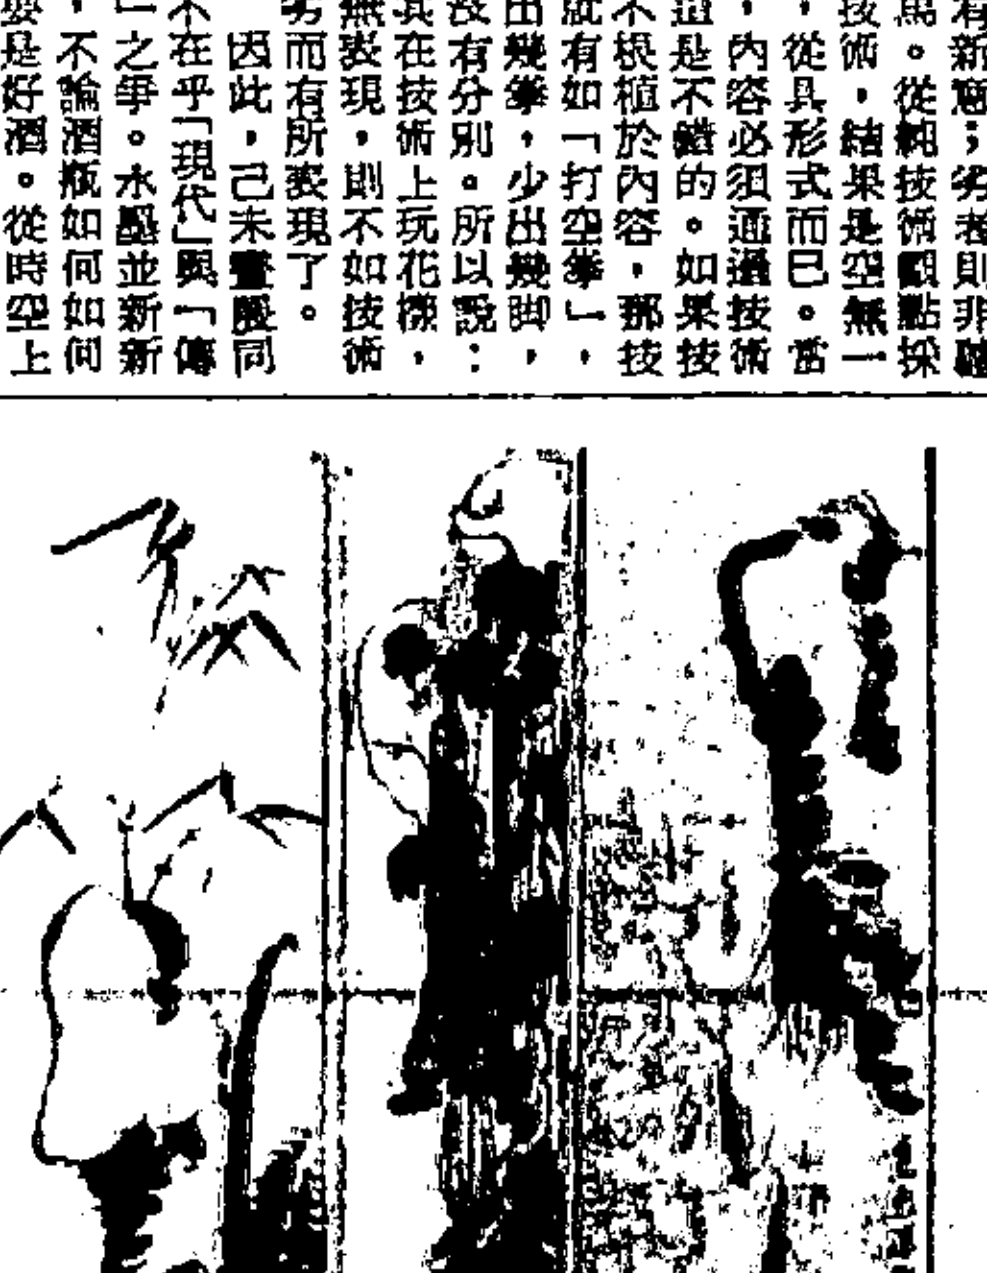 有新意；劣者則非驢
馬。從純技術觀點採
技術，結果是空無一
，從具形式而已。當
，內容必須通過技術
道是不錯的。如果技
不根植於內容，那技
就有如「打空拳」，
出幾拳，少出幾脚，
沒有分別。所以說：
其在技術上玩花樣，
無表現，則不如技術
劣而有所表現了。
因此，己未畫展同
不在乎「現代」與「傳
」之爭。水墨並新新
，不論酒瓶如何如何
要是好酒。從時空上